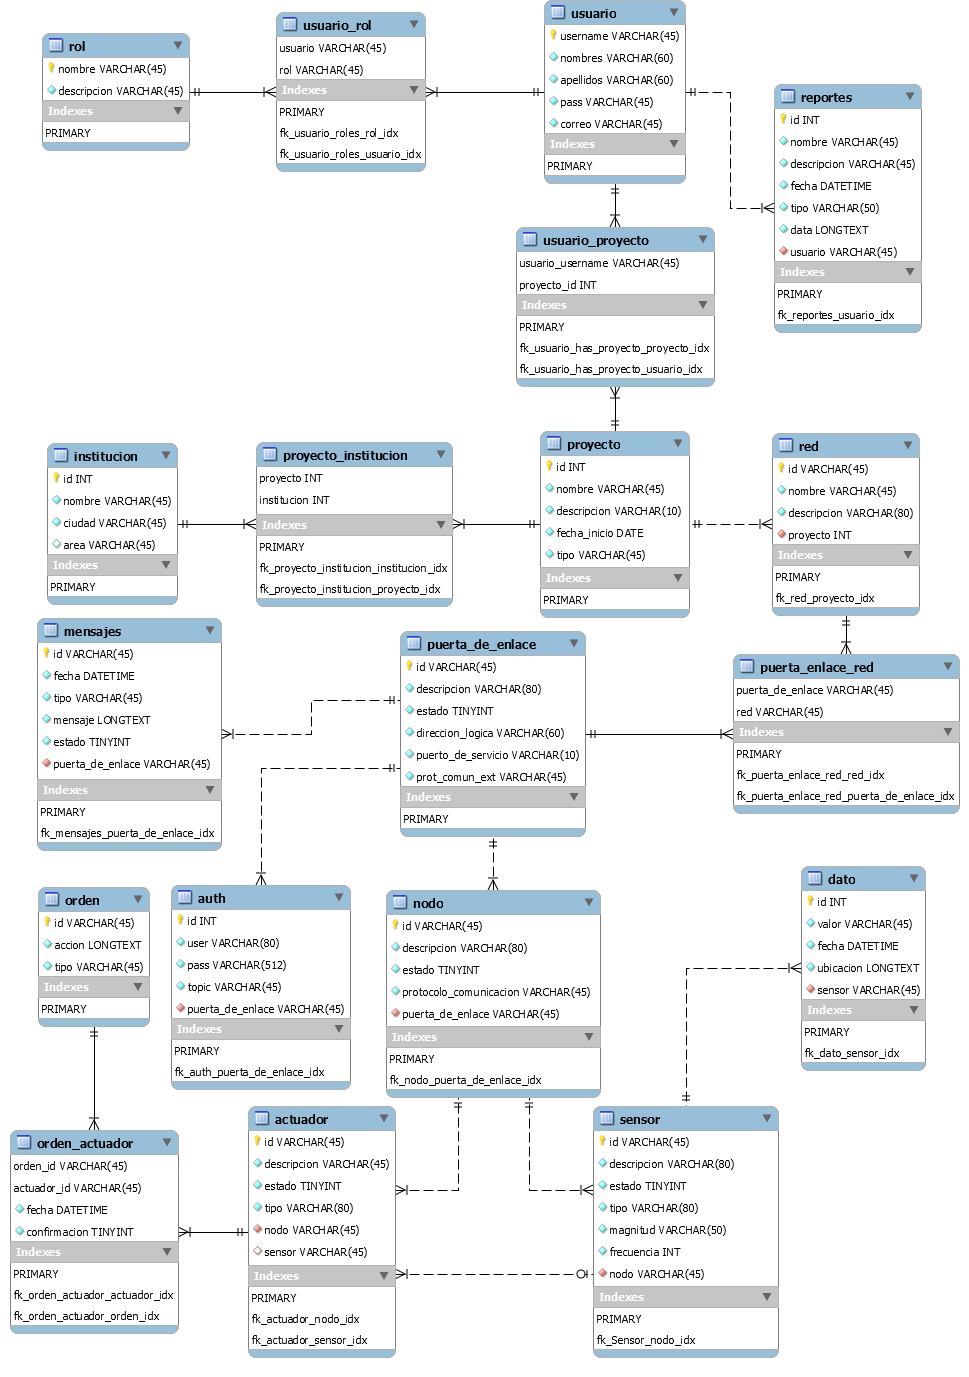 rol
nombre VARCHAR(45)
descripcion VARCHAR(45)
Indexes
PRIMARY
usuario_rol
usuario VARCHAR(45)
rol VARCHAR(45)
Indexes
PRIMARY
fk_usuario_roles_rol_idx
fk_usuario_roles_usuario_idx
usuario
username VARCHAR(45)
nombres VARCHAR(60)
apellidos VARCHAR(60)
pass VARCHAR(45)
correo VARCHAR(45)
Indexes
PRIMARY
reportes
id INT
nombre VARCHAR(45)
descripcion VARCHAR(45)
fecha DATETIME
tipo VARCHAR(50)
data LONGTEXT
usuario VARCHAR(45)
Indexes
PRIMARY
fk_reportes_usuario_idx
usuario_proyecto
usuario_username VARCHAR(45)
proyecto_id INT
Indexes
PRIMARY
fk_usuario_has_proyecto_proyecto_idx
fk_usuario_has_proyecto_usuario_idx
institucion
id INT
nombre VARCHAR(45)
ciudad VARCHAR(45)
area VARCHAR(45)
Indexes
PRIMARY
proyecto_institucion
proyecto INT
institucion INT
Indexes
PRIMARY
fk_proyecto_institucion_institucion_idx
fk_proyecto_institucion_proyecto_idx
proyecto
id INT
nombre VARCHAR(45)
descripcion VARCHAR(10)
fecha_inicio DATE
tipo VARCHAR(45)
Indexes
PRIMARY
red
id VARCHAR(45)
nombre VARCHAR(45)
descripcion VARCHAR(80)
proyecto INT
Indexes
PRIMARY
fk_red_proyecto_idx
mensajes
id VARCHAR(45)
fecha DATETIME
tipo VARCHAR(45)
mensaje LONGTEXT
estado TINYINT
puerta_de_enlace VARCHAR(45)
Indexes
PRIMARY
fk_mensajes_puerta_de_enlace_idx
puerta_de_enlace
id VARCHAR(45)
descripcion VARCHAR(80)
estado TINYINT
direccion_logica VARCHAR(60)
puerto_de_servicio VARCHAR(10)
prot_comun_ext VARCHAR(45)
Indexes
PRIMARY
puerta_enlace_red
puerta_de_enlace VARCHAR(45)
red VARCHAR(45)
Indexes
PRIMARY
fk_puerta_enlace_red_red_idx
fk_puerta_enlace_red_puerta_de_enlace_idx
orden
id VARCHAR(45)
accion LONGTEXT
tipo VARCHAR(45)
Indexes
PRIMARY
auth
id INT
user VARCHAR(80)
pass VARCHAR(512)
topic VARCHAR(45)
puerta_de_enlace VARCHAR(45)
Indexes
PRIMARY
fk_auth_puerta_de_enlace_idx
nodo
id VARCHAR(45)
descripcion VARCHAR(80)
estado TINYINT
protocolo_comunicacion VARCHAR(45)
puerta_de_enlace VARCHAR(45)
Indexes
PRIMARY
fk_nodo_puerta_de_enlace_idx
dato
id INT
valor VARCHAR(45)
fecha DATETIME
ubicacion LONGTEXT
sensor VARCHAR(45)
Indexes
PRIMARY
fk_dato_sensor_idx
orden_actuador
orden_id VARCHAR(45)
actuador_id VARCHAR(45)
fecha DATETIME
confirmacion TINYINT
Indexes
PRIMARY
fk_orden_actuador_actuador_idx
fk_orden_actuador_orden_idx
actuador
id VARCHAR(45)
descripcion VARCHAR(45)
estado TINYINT
tipo VARCHAR(80)
nodo VARCHAR(45)
sensor VARCHAR(45)
Indexes
PRIMARY
fk_actuador_nodo_idx
fk_actuador_sensor_idx
sensor
id VARCHAR(45)
descripcion VARCHAR(80)
estado TINYINT
tipo VARCHAR(80)
magnitud VARCHAR(50)
frecuencia INT
nodo VARCHAR(45)
Indexes
PRIMARY
fk_Sensor_nodo_idx